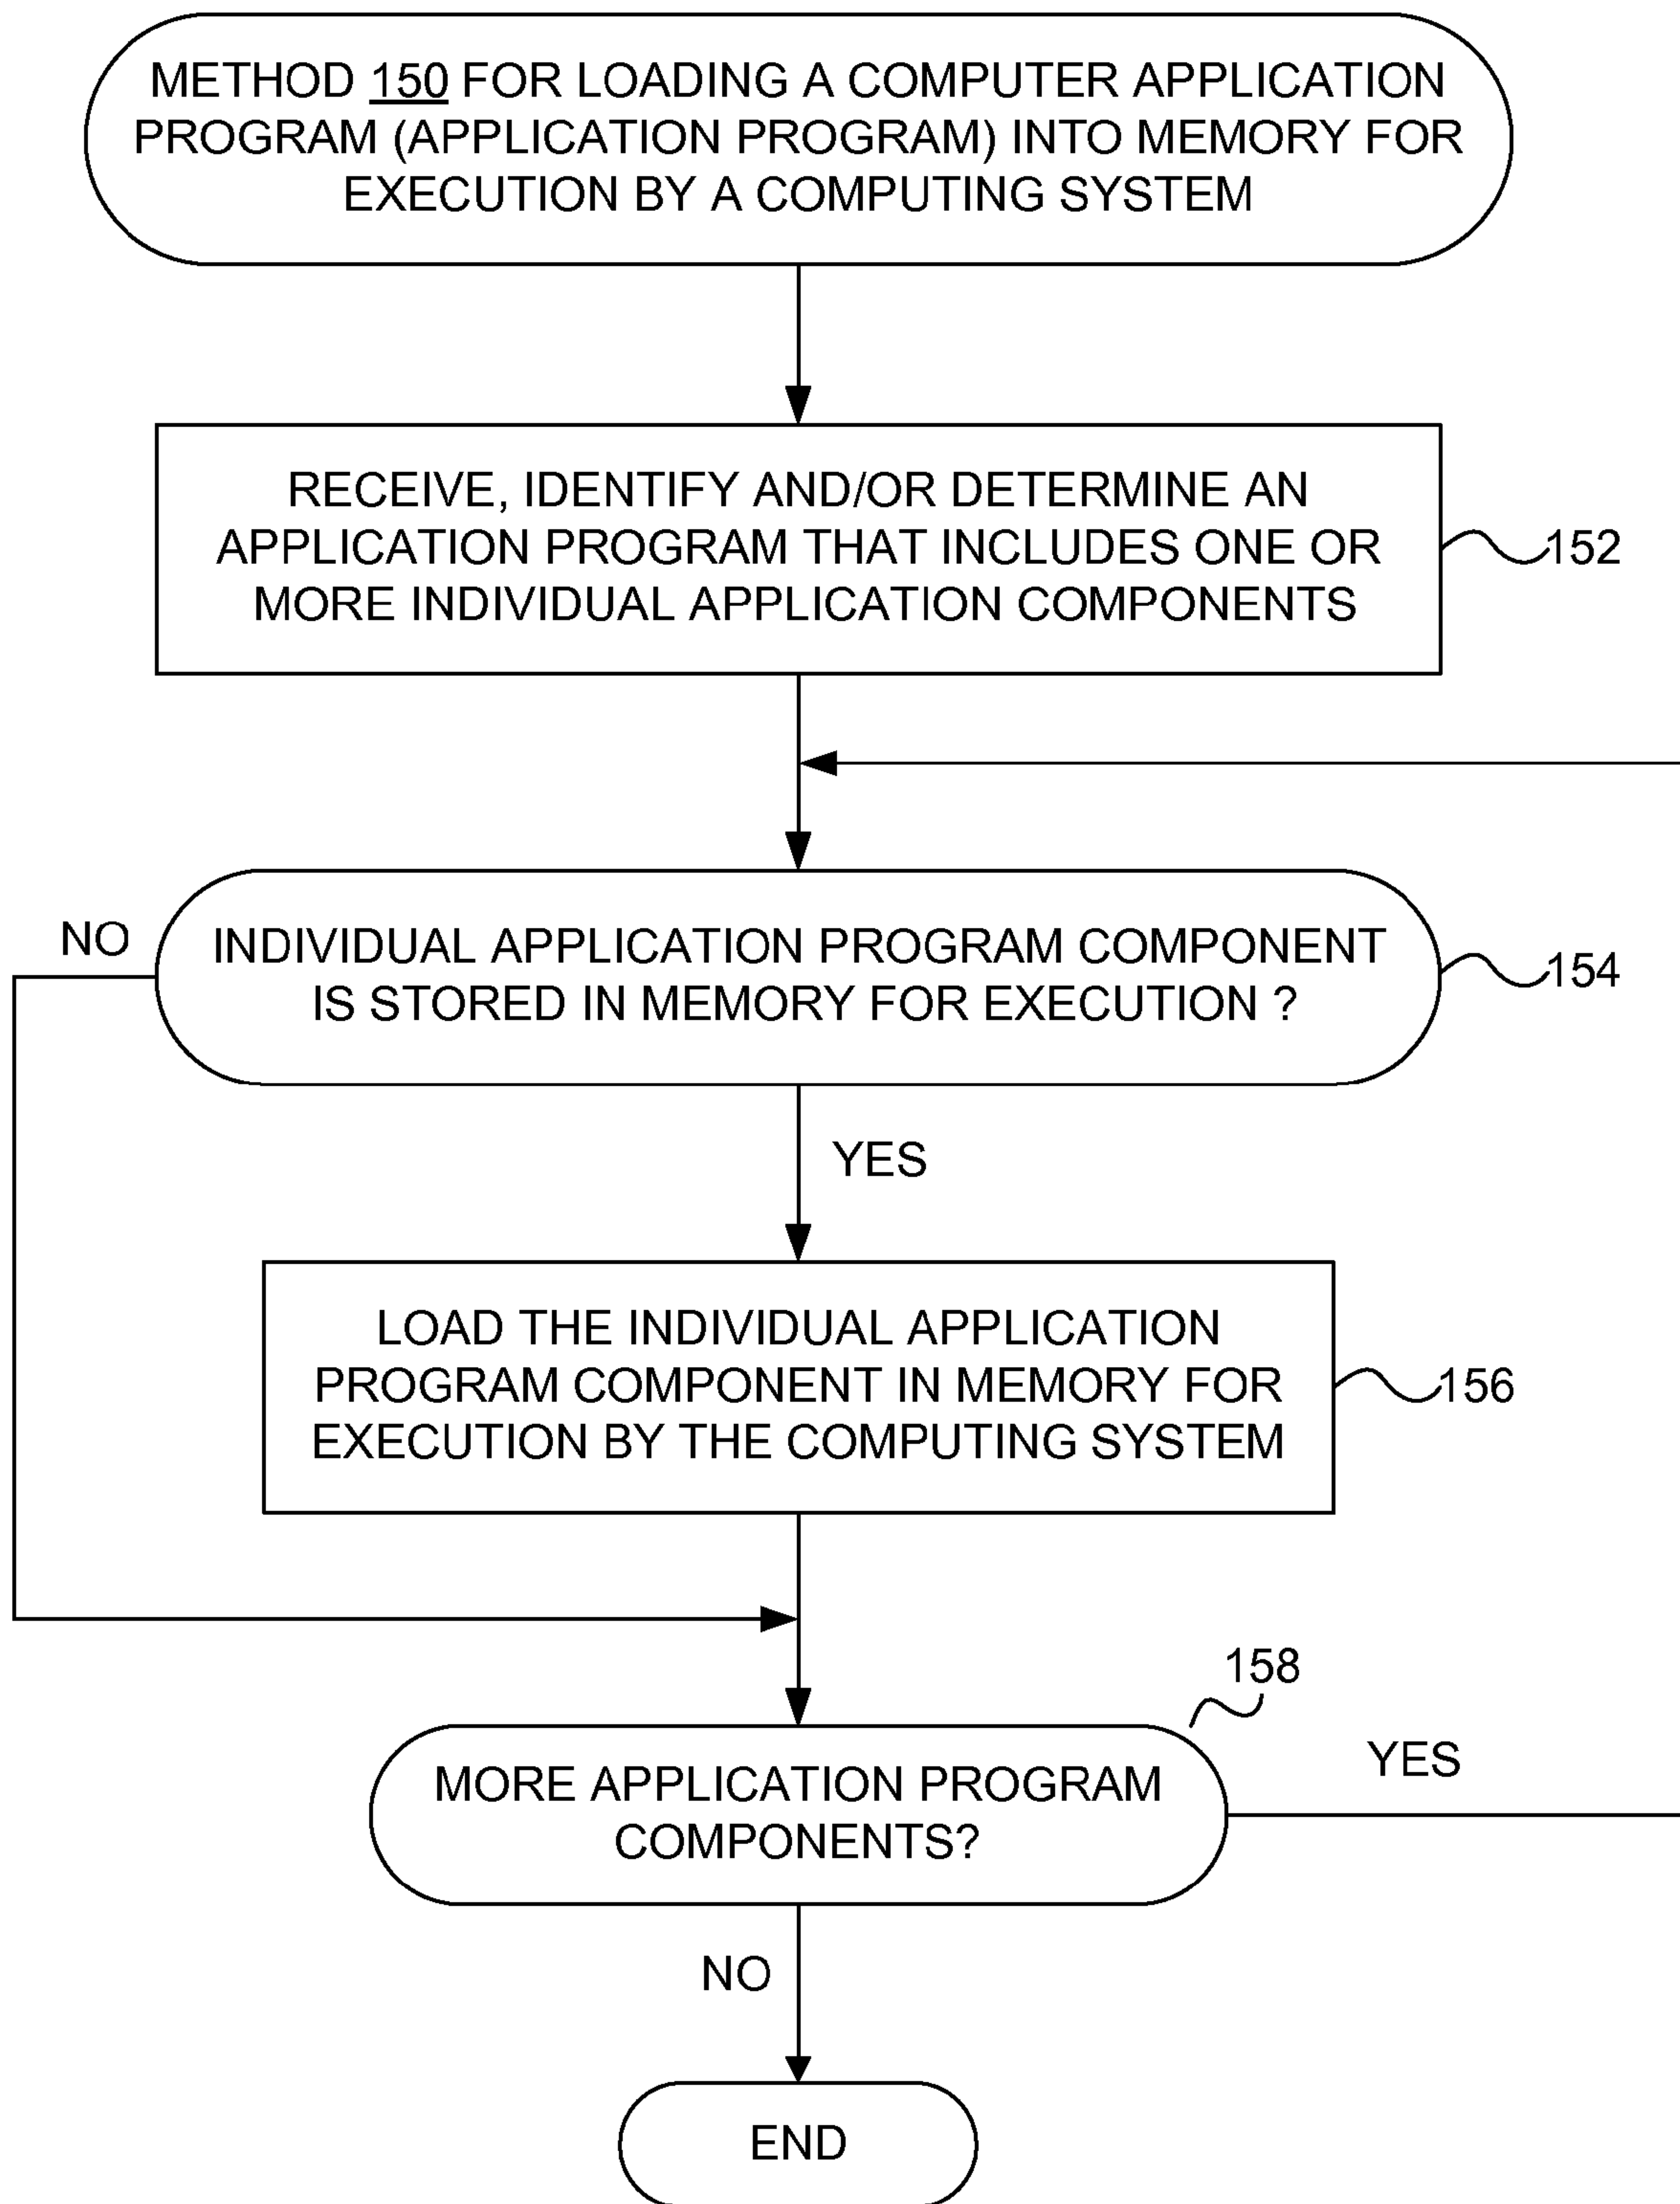 METHOD 150 FOR LOADING A COMPUTER APPLICATION
PROGRAM (APPLICATION PROGRAM) INTO MEMORY FOR
EXECUTION BY A COMPUTING SYSTEM
RECEIVE, IDENTIFY AND/OR DETERMINE AN
APPLICATION PROGRAM THAT INCLUDES ONE OR
MORE INDIVIDUAL APPLICATION COMPONENTS
152
NO
INDIVIDUAL APPLICATION PROGRAM COMPONENT
IS STORED IN MEMORY FOR EXECUTION ?
154
YES
LOAD THE INDIVIDUAL APPLICATION
PROGRAM COMPONENT IN MEMORY FOR
EXECUTION BY THE COMPUTING SYSTEM
156
158
MORE APPLICATION PROGRAM
COMPONENTS?
YES
NO
END